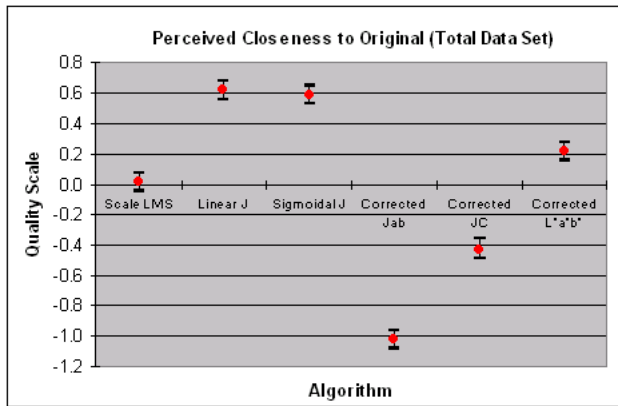 Perceived Closeness to Original (Total Data Set)
0.8
0.6
0.4
0.2
0.0
-0.2
-0.4
-0.6
-0.8
-1.0
-1.2
Quality Scale
Scale LMS
Linear J
Sigmoidal J
Corrected
Jab
Corrected
JC
Corrected
L*a*b*
Algorithm